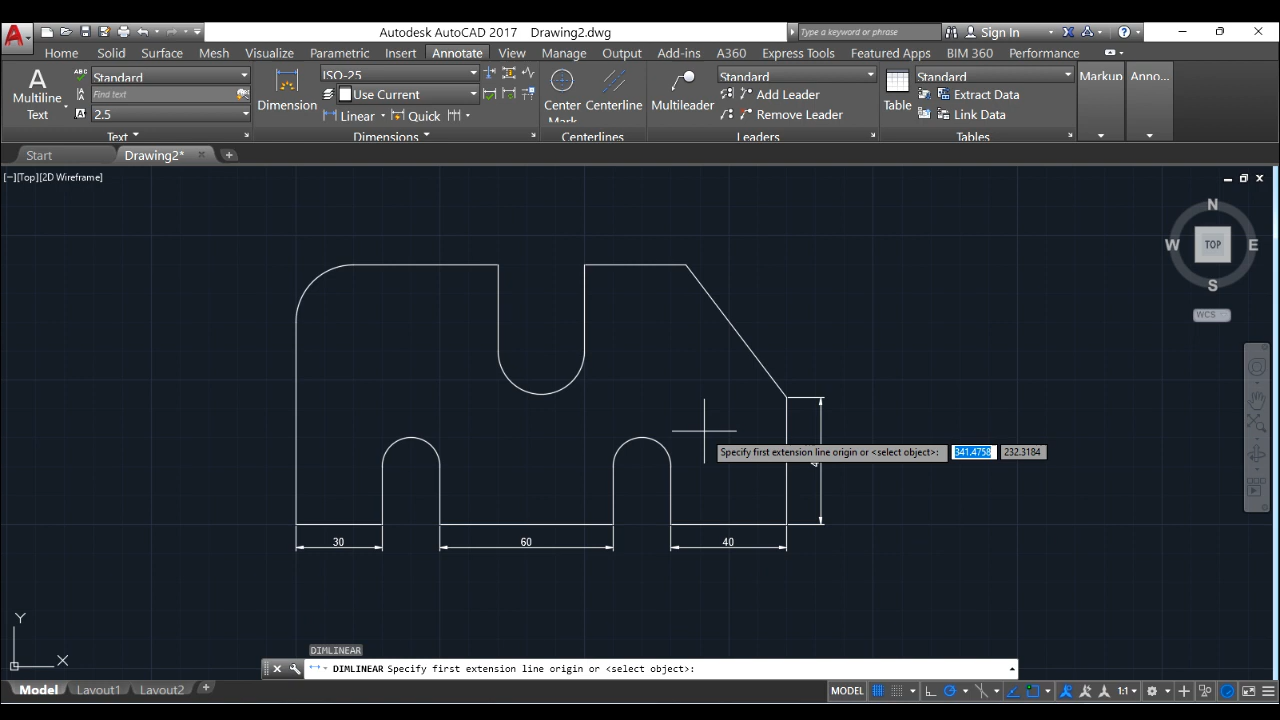 Autodesk AutoCAD 2017 Drawing2.dwg
Type a keyword or phrase
Sign In
Home Solid Surface Mesh Visualize Parametric Insert Annotate View Manage Output Add-ins A360 Express Tools Featured Apps BIM 360 Performance
Multiline
Text
ABC
Standard
Find text
2.5
Text
Dimension
ISO-25
Use Current
Linear
Quick
Dimensions
Center
Mark
Centerline
Centerlines
Multileader
Standard
Add Leader
Remove Leader
Leaders
Table
Standard
Extract Data
Link Data
Tables
Markup
Anno...
Start
Drawing2*
[−][Top][2D Wireframe]
N
W
TOP
E
S
WCS
Specify first extension line origin or <select object>:
341.4758
232.3184
30
60
40
Y
X
DIMLINEAR
DIMLINEAR Specify first extension line origin or <select object>:
Model Layout1 Layout2
MODEL
1:1